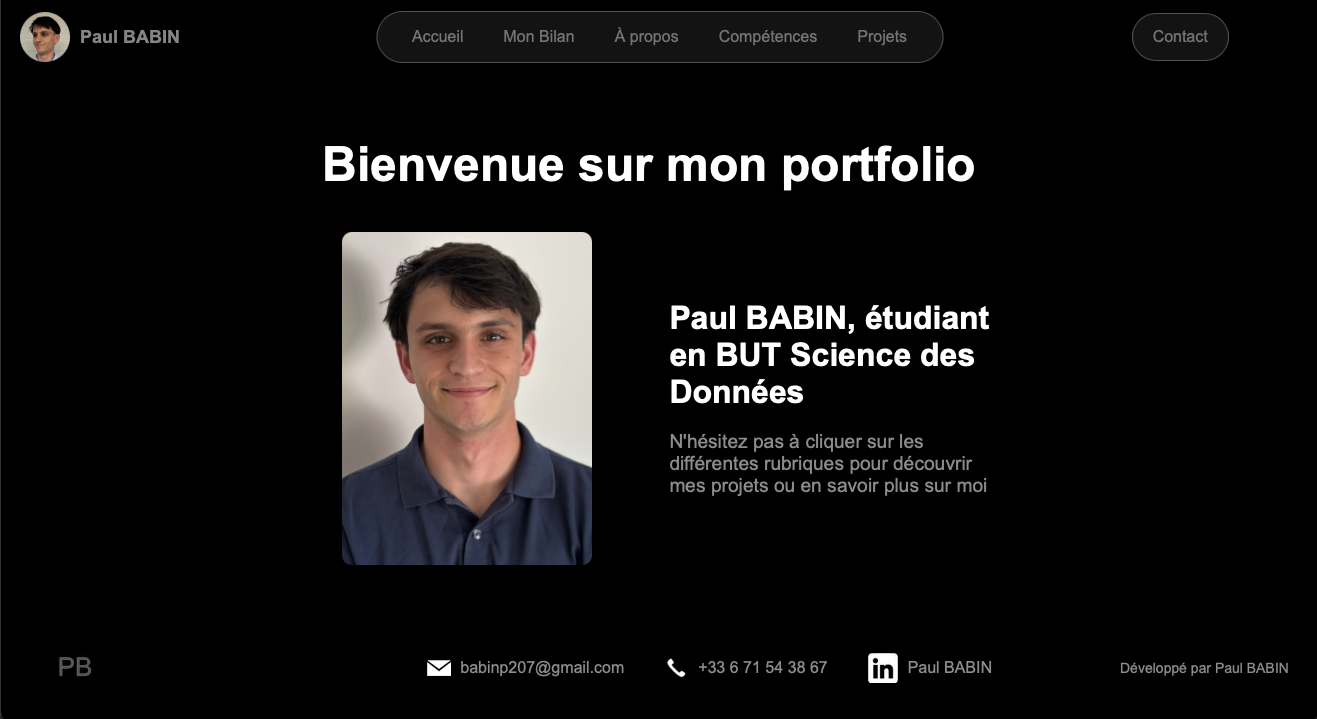 Paul BABIN
Accueil
Mon Bilan
À propos
Compétences
Projets
Contact
Bienvenue sur mon portfolio
Paul BABIN, étudiant
en BUT Science des
Données
N'hésitez pas à cliquer sur les
différentes rubriques pour découvrir
mes projets ou en savoir plus sur moi
PB
babinp207@gmail.com
+33 6 71 54 38 67
in
Paul BABIN
Développé par Paul BABIN